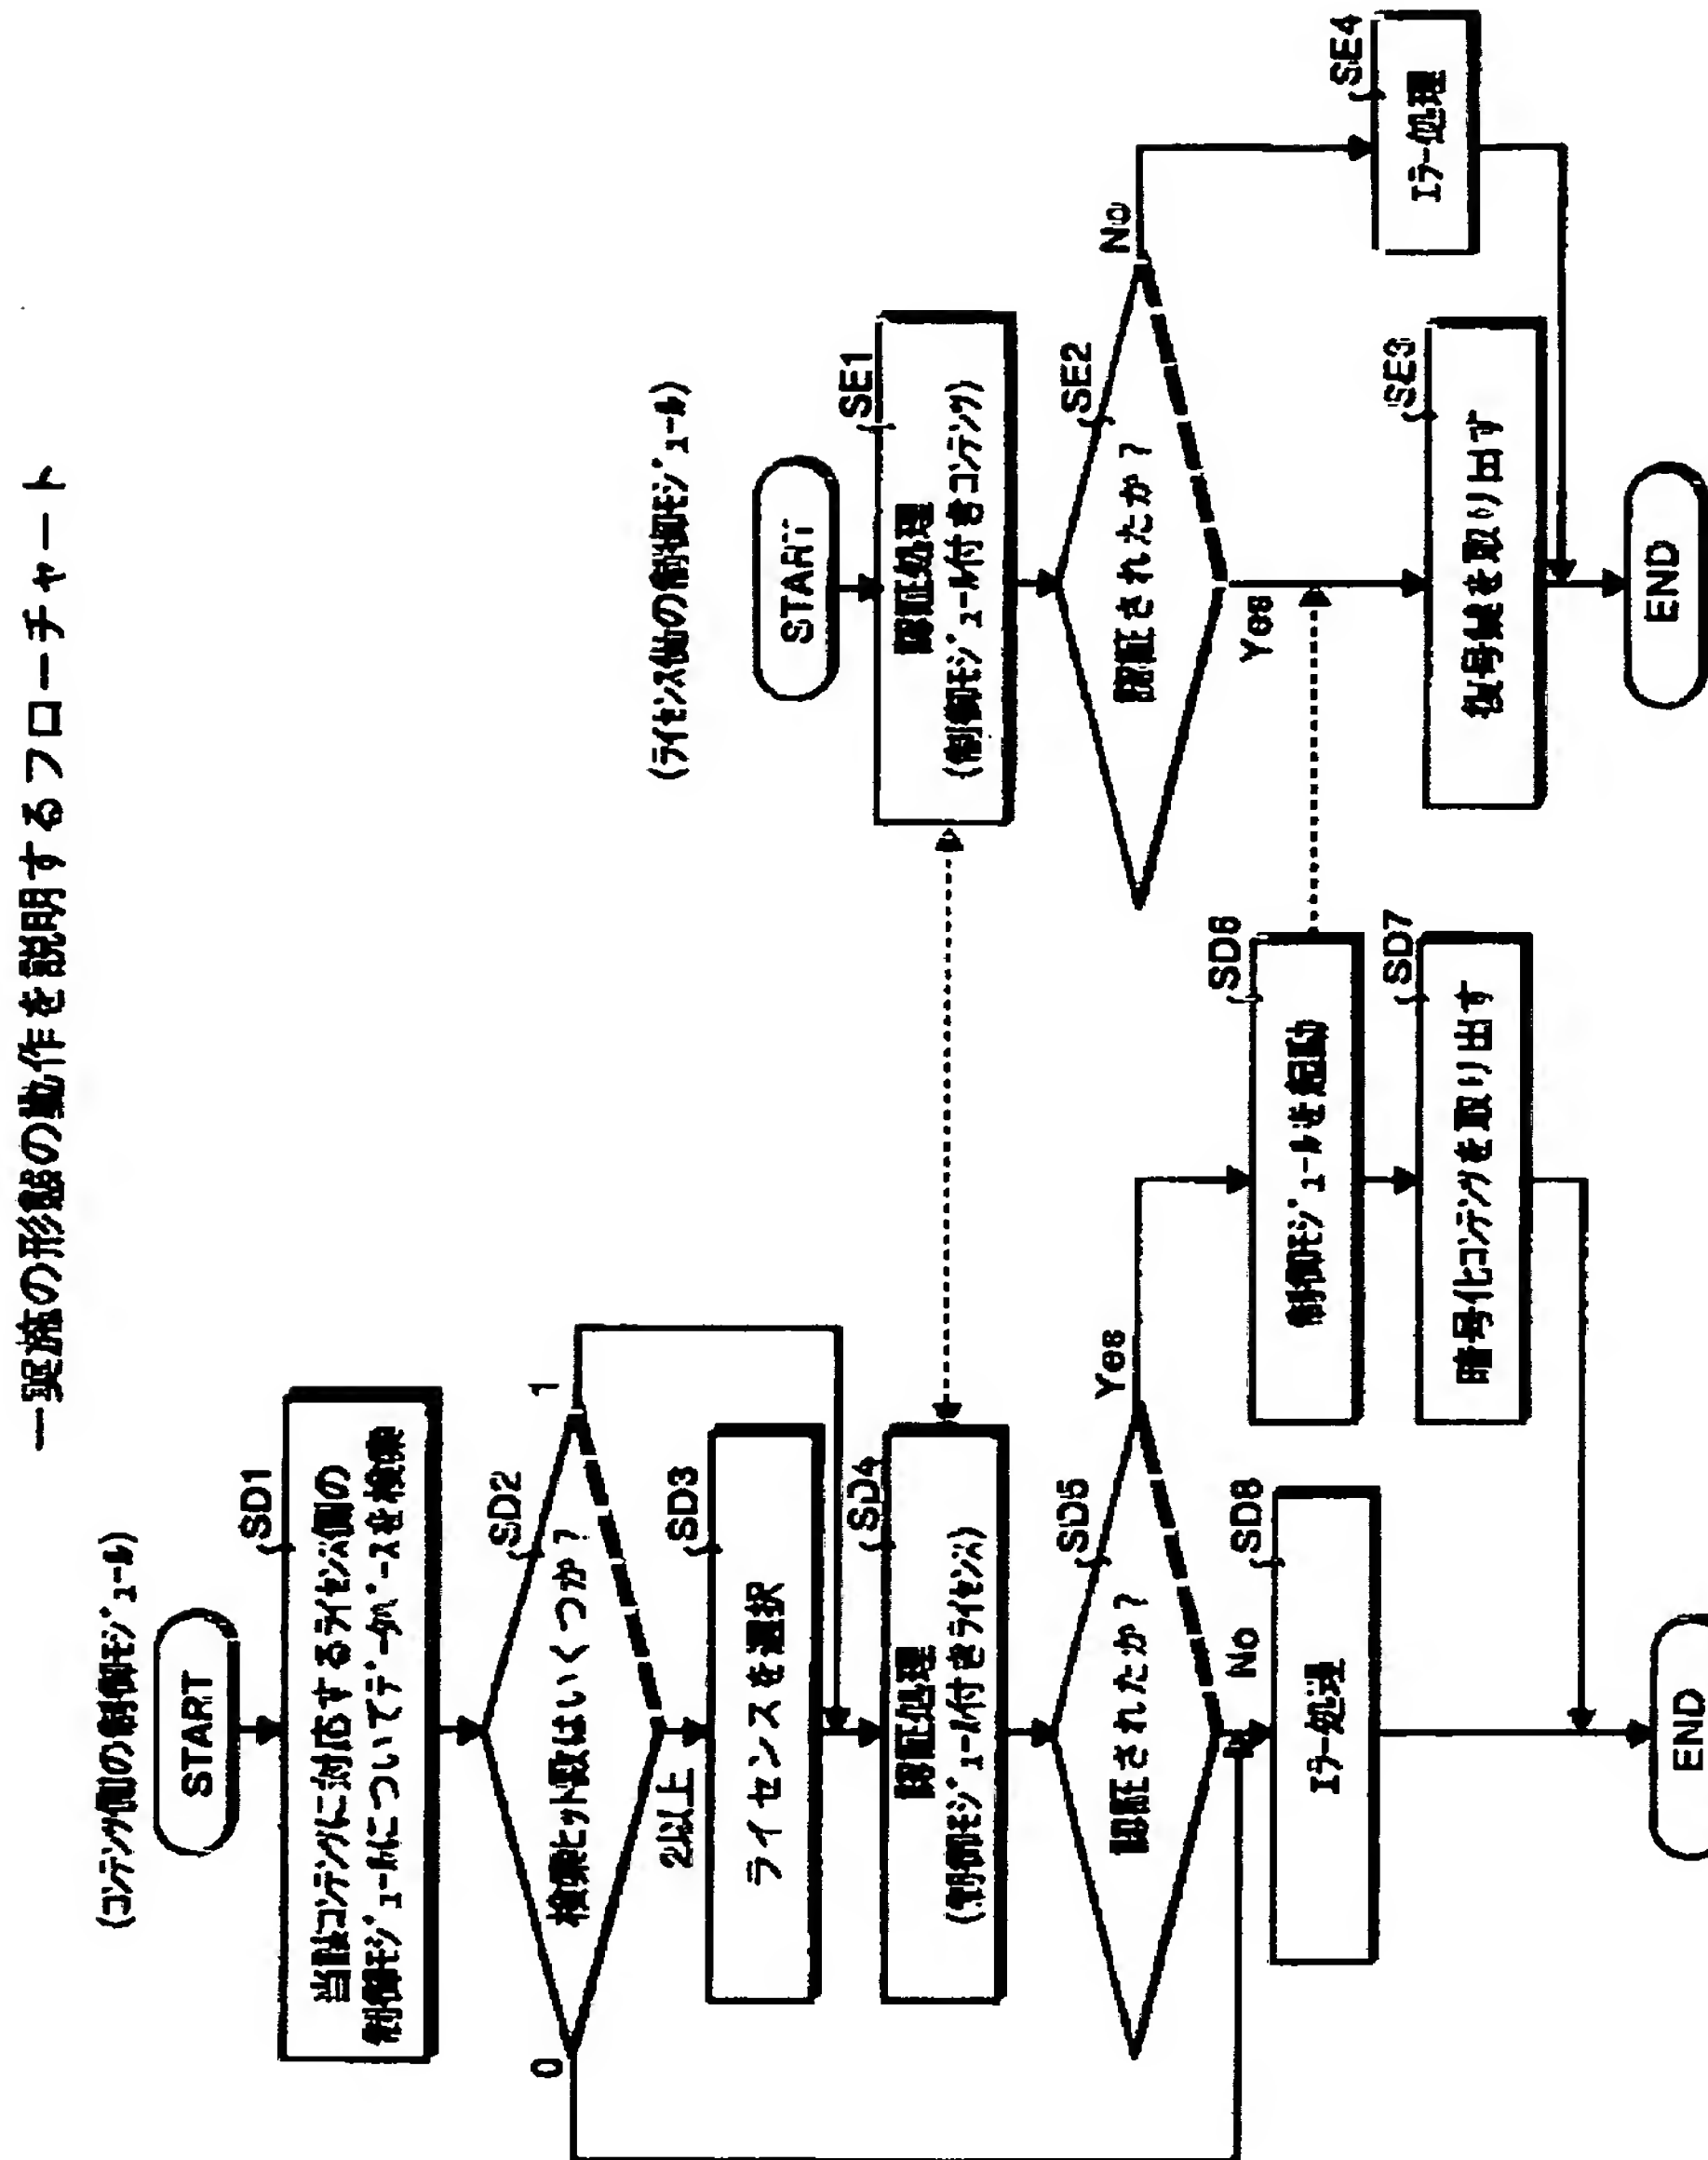 一実施の形態の動作を説明するフローチャート
(コンテンツ側の制御モジュール)
START
SD1
当該コンテンツに対応するライセンス側の
制御モジュールについてデータベースを検索
SD2
検索ヒット数はいくつか?
0
1
2以上
SD3
ライセンスを選択
SD4
認証処理
(制御モジュール付きライセンス)
SD5
認証されたか?
Yes
No
SD6
制御モジュールを起動
SD7
暗号化コンテンツを取り出す
SD8
エラー処理
END
(ライセンス側の制御モジュール)
START
SE1
認証処理
(制御モジュール付きコンテンツ)
SE2
認証されたか?
No
Yes
SE3
復号鍵を取り出す
SE4
エラー処理
END